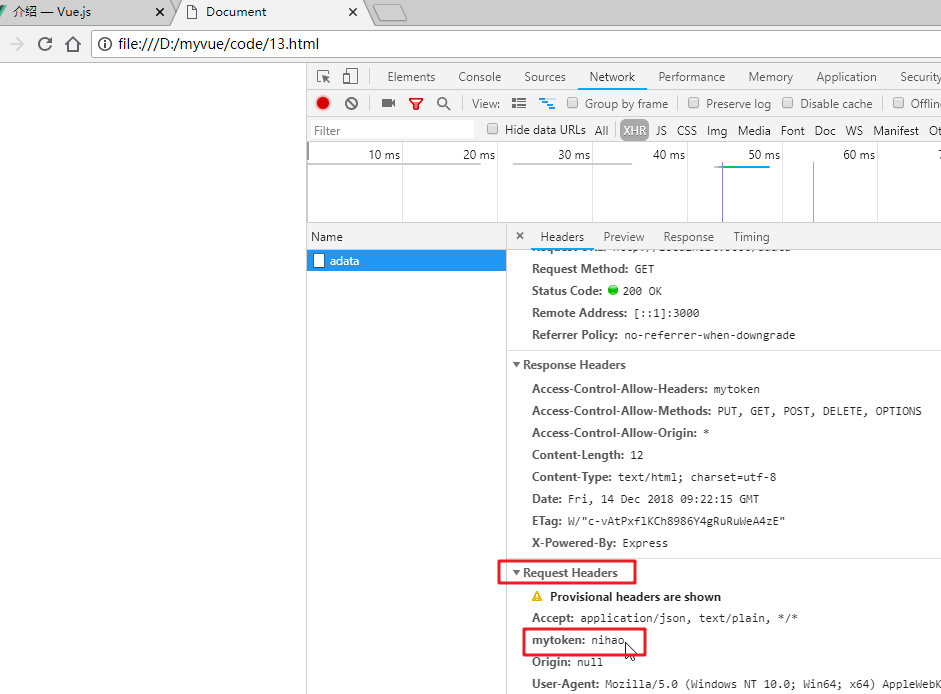 介绍 — Vue.js × Document ×
file:///D:/myvue/code/13.html
Elements Console Sources Network Performance Memory Application Security
View: Group by frame Preserve log Disable cache
Filter Hide data URLs All XHR JS CSS Img Media Font Doc WS Manifest
10 ms 20 ms 30 ms 40 ms 50 ms 60 ms
Name × Headers Preview Response Timing
adata
Request Method: GET
Status Code: 200 OK
Remote Address: [::1]:3000
Referrer Policy: no-referrer-when-downgrade
Response Headers
Access-Control-Allow-Headers: mytoken
Access-Control-Allow-Methods: PUT, GET, POST, DELETE, OPTIONS
Access-Control-Allow-Origin: *
Content-Length: 12
Content-Type: text/html; charset=utf-8
Date: Fri, 14 Dec 2018 09:22:15 GMT
ETag: W/"c-vAtPxflKCh8986Y4gRuRuWeA4zE"
X-Powered-By: Express
Request Headers
Provisional headers are shown
Accept: application/json, text/plain, */*
mytoken: nihao
Origin: null
User-Agent: Mozilla/5.0 (Windows NT 10.0; Win64; x64)